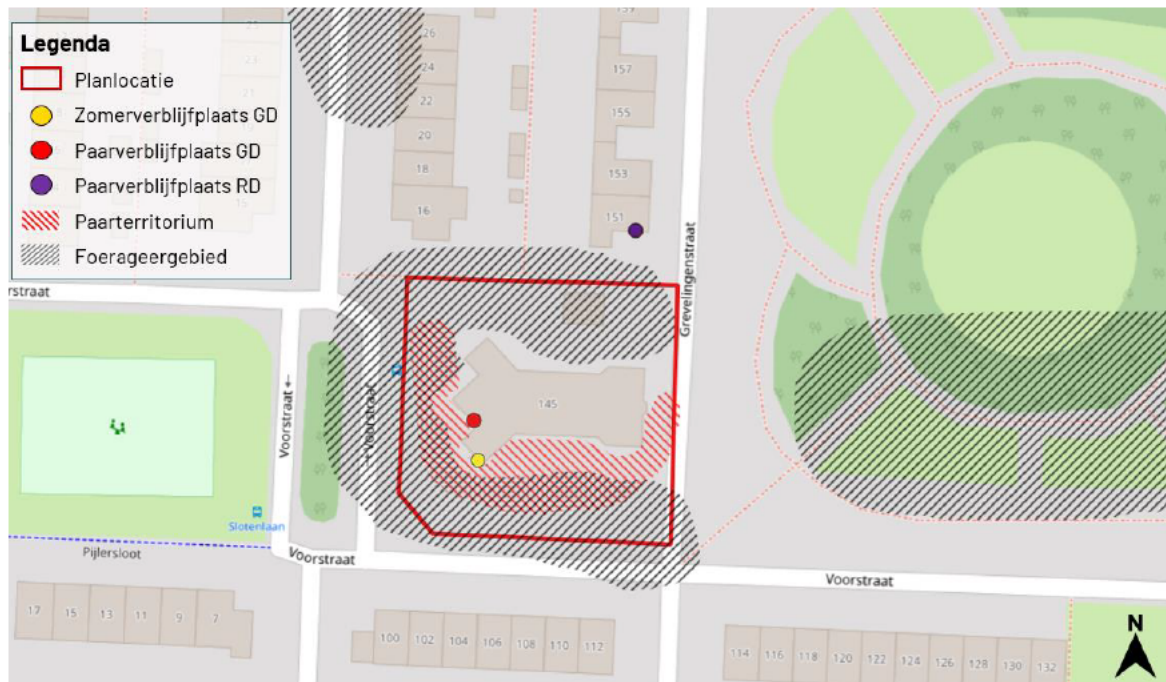 Legenda
Planlocatie
Zomerverblijfplaats GD
Paarverblijfplaats GD
Paarverblijfplaats RD
Paarterritorium
Foerageergebied
26
24
22
20
18
16
157
155
153
151
145
rstraat
Grevelingenstraat
Voorstraat
Voorstraat
Slotenlaan
Pijlersloot
Voorstraat
Voorstraat
17
15
13
11
9
7
100
102
104
106
108
110
112
114
116
118
120
122
124
126
128
130
132
N